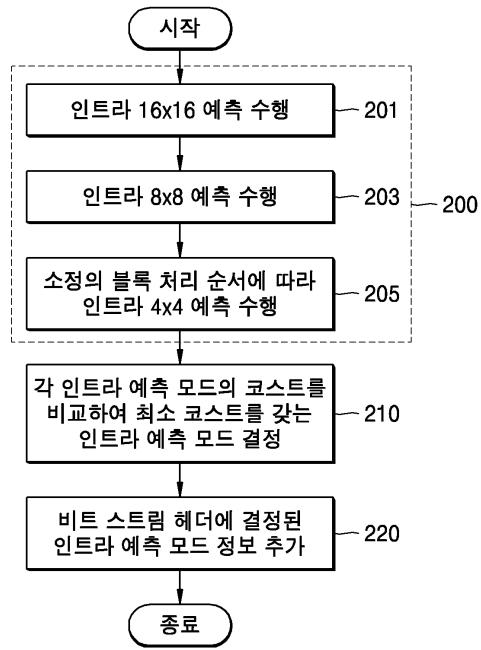 시작
인트라 16x16 예측 수행
201
인트라 8x8 예측 수행
203
200
소정의 블록 처리 순서에 따라
인트라 4x4 예측 수행
205
각 인트라 예측 모드의 코스트를
비교하여 최소 코스트를 갖는
인트라 예측 모드 결정
210
비트 스트림 헤더에 결정된
인트라 예측 모드 정보 추가
220
종료